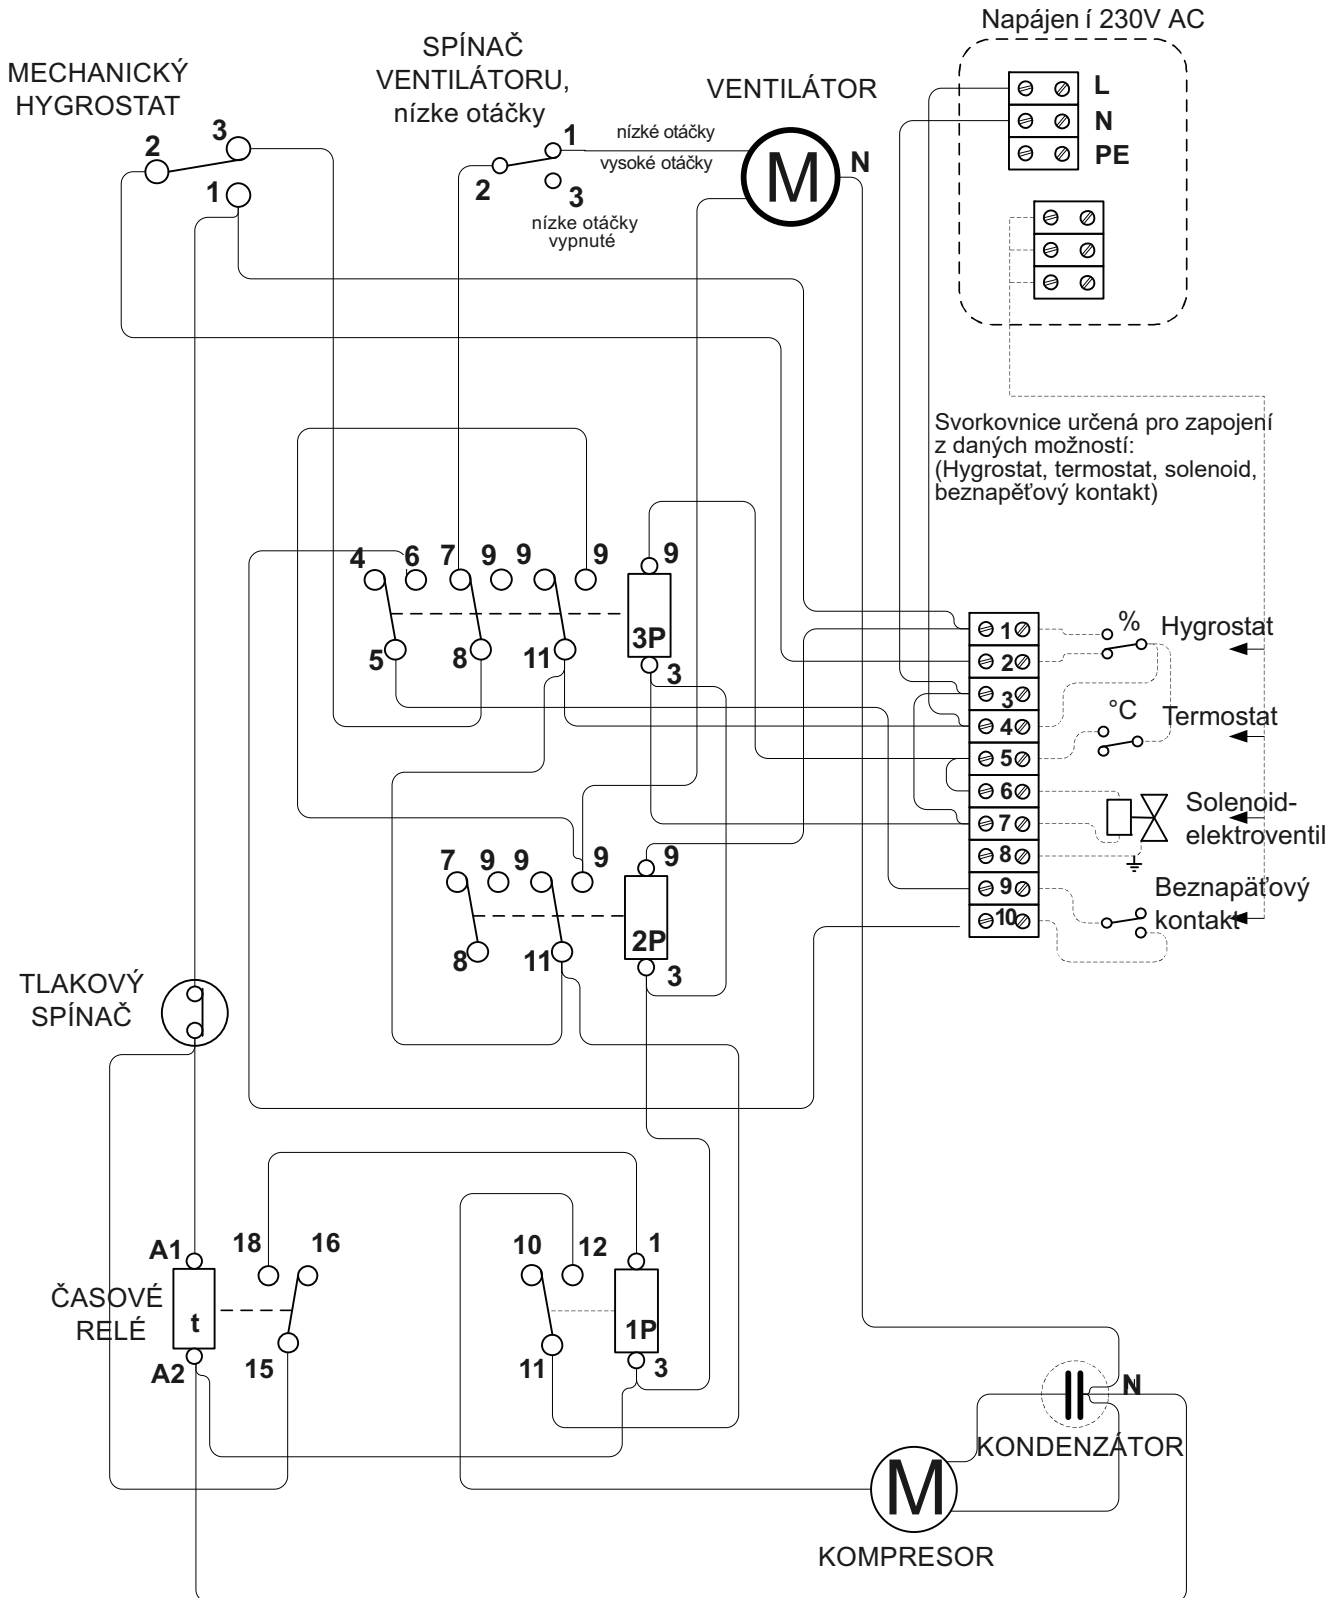 Napájen í 230V AC
L
N
PE
MECHANICKÝ
HYGROSTAT
2
3
1
SPÍNAČ
VENTILÁTORU,
nízke otáčky
1
2
3
nízke otáčky
vypnuté
nízké otáčky
vysoké otáčky
VENTILÁTOR
M
N
Svorkovnice určená pro zapojení
z daných možností:
(Hygrostat, termostat, solenoid,
beznapěťový kontakt)
4
6
7
9
9
9
9
5
8
11
3P
3
1
2
3
4
5
6
7
8
9
10
%
Hygrostat
°C
Termostat
Solenoid-
elektroventil
Beznapäťový
kontakt
7
9
9
9
9
8
11
2P
3
TLAKOVÝ
SPÍNAČ
A1
18
16
ČASOVÉ
RELÉ
t
A2
15
10
12
1
11
1P
3
N
KONDENZÁTOR
M
KOMPRESOR